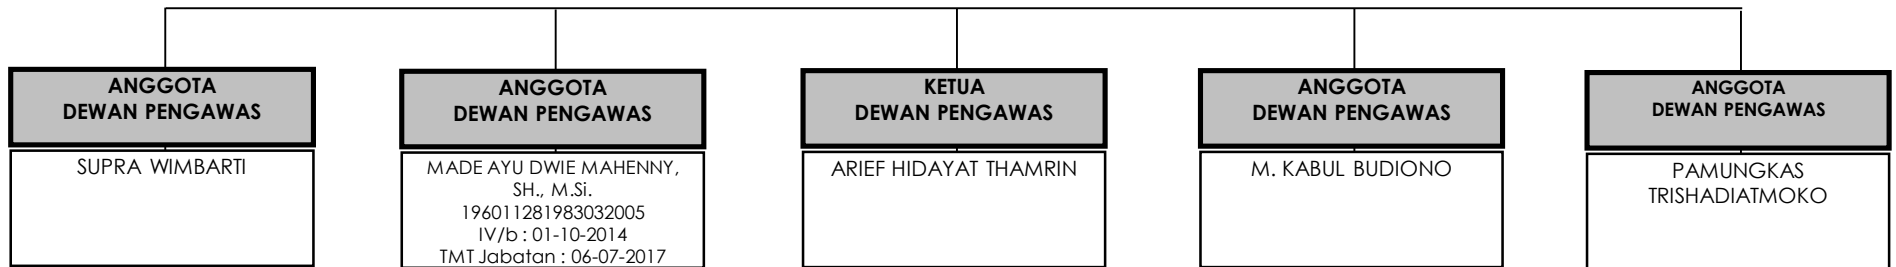 ANGGOTA
DEWAN PENGAWAS
SUPRA WIMBARTI
ANGGOTA
DEWAN PENGAWAS
MADE AYU DWIE MAHENNY,
SH., M.Si.
196011281983032005
IV/b : 01-10-2014
TMT Jabatan : 06-07-2017
KETUA
DEWAN PENGAWAS
ARIEF HIDAYAT THAMRIN
ANGGOTA
DEWAN PENGAWAS
M. KABUL BUDIONO
ANGGOTA
DEWAN PENGAWAS
PAMUNGKAS
TRISHADIATMOKO